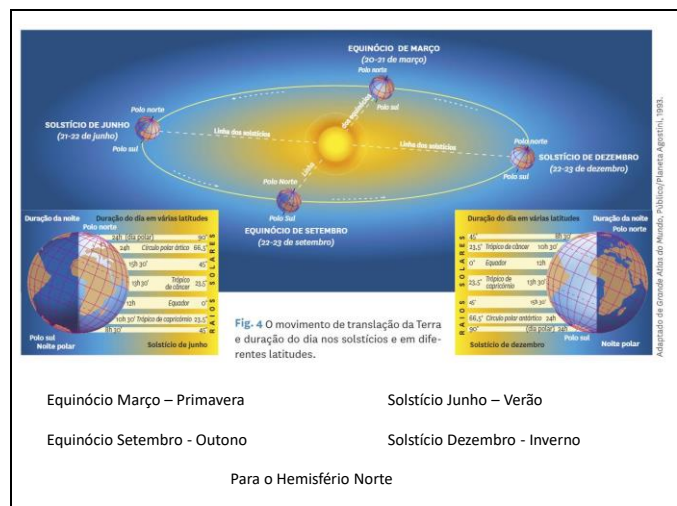 EQUINÓCIO DE MARÇO
(20-21 de março)
Polo norte
Polo sul
SOLSTÍCIO DE JUNHO
(21-22 de junho)
Polo norte
Polo sul
Linha dos solstícios
Linha dos equinócios
Linha dos solstícios
Polo norte
Polo sul
SOLSTÍCIO DE DEZEMBRO
(22-23 de dezembro)
Polo Norte
Polo Sul
EQUINÓCIO DE SETEMBRO
(22-23 de setembro)
Duração da noite
Duração do dia em várias latitudes
Polo norte
24h (dia polar) 90°
24h Círculo polar ártico 66,5°
15h 30' 45°
13h 30' Trópico de câncer 23,5°
12h Equador 0°
10h 30' Trópico de capricórnio 23,5°
8h 30' 45°
Polo sul
Noite polar
Solstício de junho
RAIOS SOLARES
Fig. 4 O movimento de translação da Terra
e duração do dia nos solstícios e em dife-
rentes latitudes.
RAIOS SOLARES
Duração do dia em várias latitudes
Duração da noite
Polo norte
45° 8h 30'
23,5° Trópico de câncer 10h 30'
0° Equador 12h
23,5° Trópico de capricórnio 13h 30'
45° 15h 30'
66,5° Círculo polar antártico 24h
90° (dia polar) 24h
Polo sul
Solstício de dezembro
Noite polar
Adaptado de Grande Atlas do Mundo, Público/Planeta Agostini, 1993.
Equinócio Março – Primavera
Solstício Junho – Verão
Equinócio Setembro - Outono
Solstício Dezembro - Inverno
Para o Hemisfério Norte